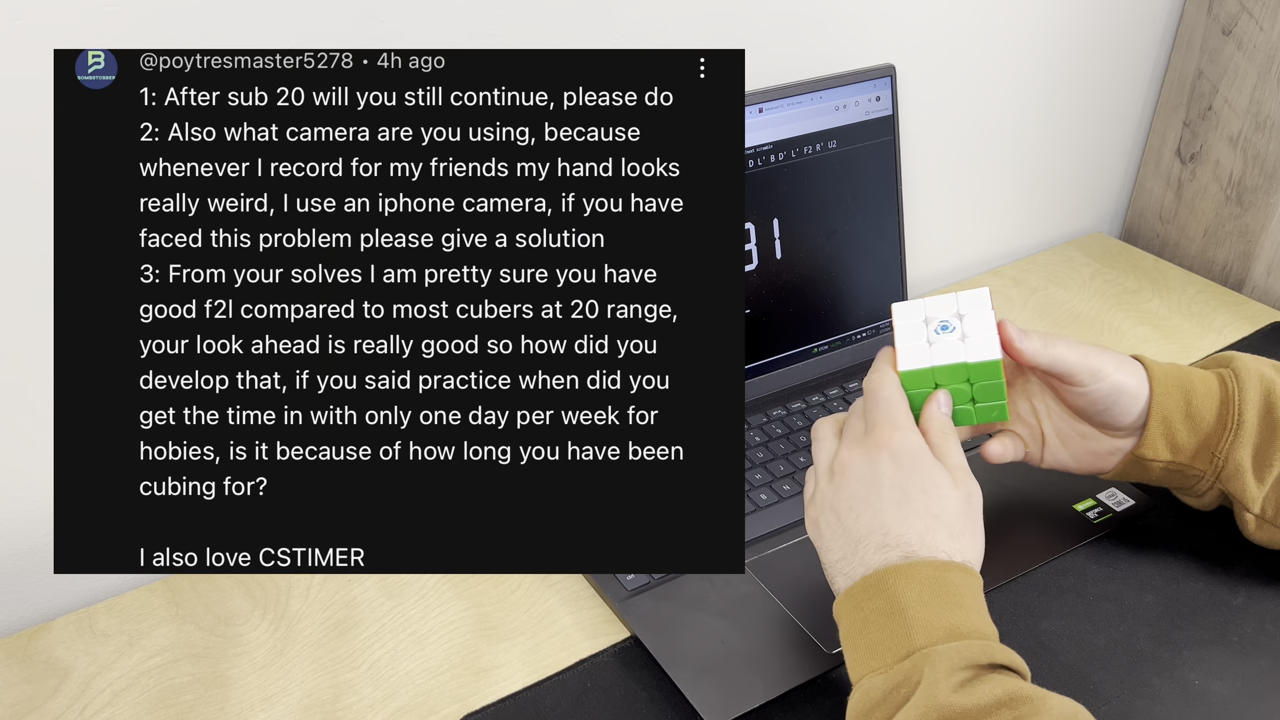 @poytresmaster5278 • 4h ago
1: After sub 20 will you still continue, please do
2: Also what camera are you using, because
whenever I record for my friends my hand looks
really weird, I use an iphone camera, if you have
faced this problem please give a solution
3: From your solves I am pretty sure you have
good f2l compared to most cubers at 20 range,
your look ahead is really good so how did you
develop that, if you said practice when did you
get the time in with only one day per week for
hobies, is it because of how long you have been
cubing for?
I also love CSTIMER
D L' B D' L' F2 R' U2
31